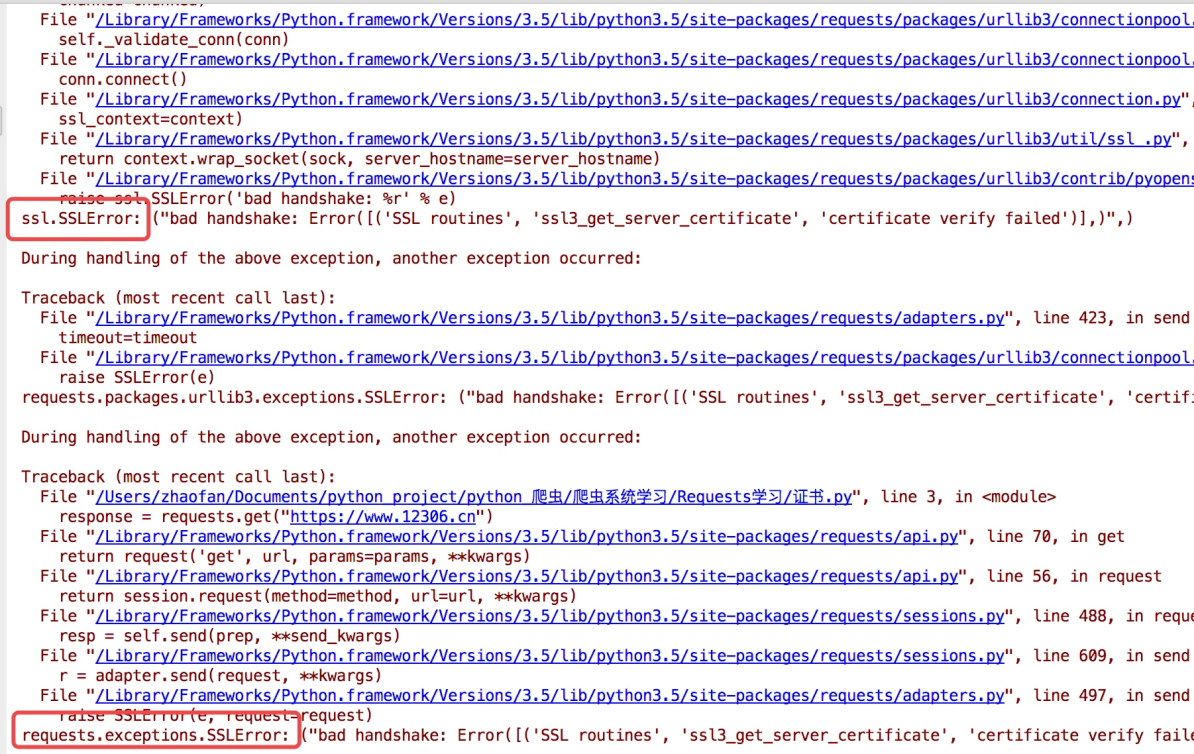 File "/Library/Frameworks/Python.framework/Versions/3.5/lib/python3.5/site-packages/requests/packages/urllib3/connectionpool.
self._validate_conn(conn)
File "/Library/Frameworks/Python.framework/Versions/3.5/lib/python3.5/site-packages/requests/packages/urllib3/connectionpool.
conn.connect()
File "/Library/Frameworks/Python.framework/Versions/3.5/lib/python3.5/site-packages/requests/packages/urllib3/connection.py",
ssl_context=context)
File "/Library/Frameworks/Python.framework/Versions/3.5/lib/python3.5/site-packages/requests/packages/urllib3/util/ssl_.py",
return context.wrap_socket(sock, server_hostname=server_hostname)
File "/Library/Frameworks/Python.framework/Versions/3.5/lib/python3.5/site-packages/requests/packages/urllib3/contrib/pyopens
raise ssl.SSLError('bad handshake: %r' % e)
ssl.SSLError: ("bad handshake: Error([('SSL routines', 'ssl3_get_server_certificate', 'certificate verify failed')],)",)
During handling of the above exception, another exception occurred:
Traceback (most recent call last):
File "/Library/Frameworks/Python.framework/Versions/3.5/lib/python3.5/site-packages/requests/adapters.py", line 423, in send
timeout=timeout
File "/Library/Frameworks/Python.framework/Versions/3.5/lib/python3.5/site-packages/requests/packages/urllib3/connectionpool.
raise SSLError(e)
requests.packages.urllib3.exceptions.SSLError: ("bad handshake: Error([('SSL routines', 'ssl3_get_server_certificate', 'certifi
During handling of the above exception, another exception occurred:
Traceback (most recent call last):
File "/Users/zhaofan/Documents/python_project/python_爬虫/爬虫系统学习/Requests学习/证书.py", line 3, in <module>
response = requests.get("https://www.12306.cn")
File "/Library/Frameworks/Python.framework/Versions/3.5/lib/python3.5/site-packages/requests/api.py", line 70, in get
return request('get', url, params=params, **kwargs)
File "/Library/Frameworks/Python.framework/Versions/3.5/lib/python3.5/site-packages/requests/api.py", line 56, in request
return session.request(method=method, url=url, **kwargs)
File "/Library/Frameworks/Python.framework/Versions/3.5/lib/python3.5/site-packages/requests/sessions.py", line 488, in reque
resp = self.send(prep, **send_kwargs)
File "/Library/Frameworks/Python.framework/Versions/3.5/lib/python3.5/site-packages/requests/sessions.py", line 609, in send
r = adapter.send(request, **kwargs)
File "/Library/Frameworks/Python.framework/Versions/3.5/lib/python3.5/site-packages/requests/adapters.py", line 497, in send
raise SSLError(e, request=request)
requests.exceptions.SSLError: ("bad handshake: Error([('SSL routines', 'ssl3_get_server_certificate', 'certificate verify faile